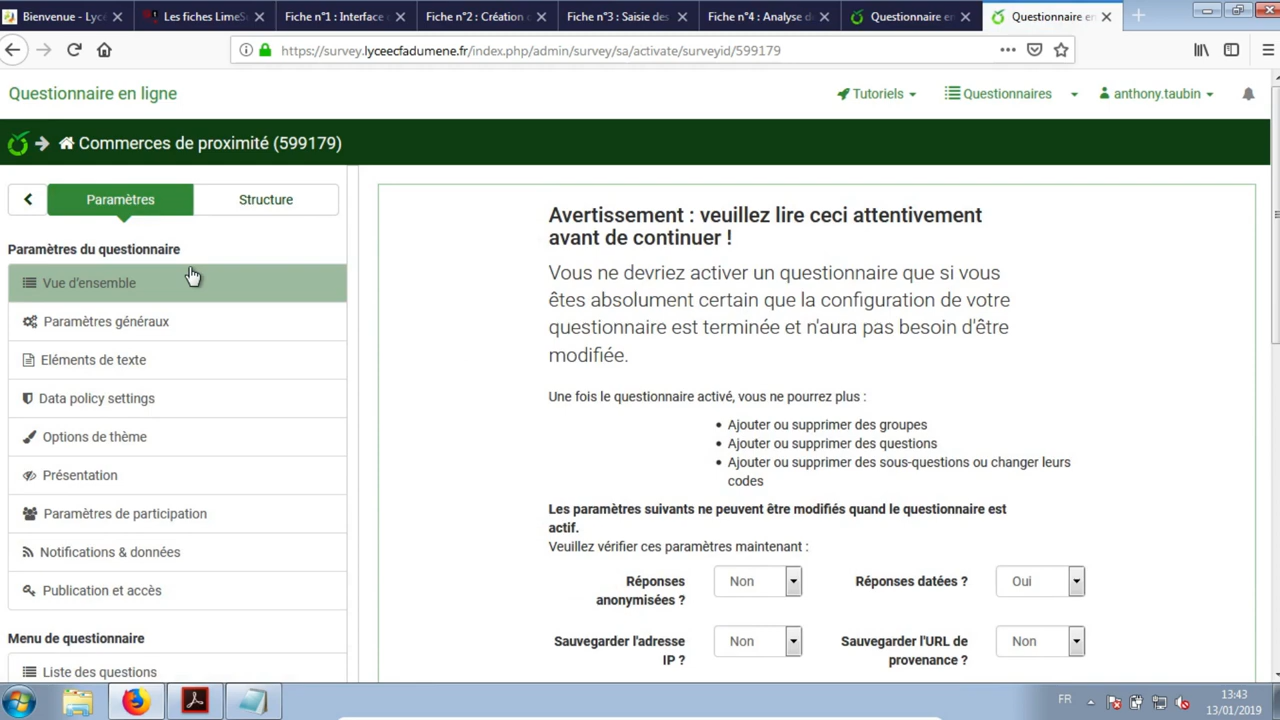 Bienvenue - Lyc
Les fiches LimeSu
Fiche n°1 : Interface
Fiche n°2 : Création
Fiche n°3 : Saisie des
Fiche n°4 : Analyse d
Questionnaire en
Questionnaire en
https://survey.lyceecfadumene.fr/index.php/admin/survey/sa/activate/surveyid/599179
Questionnaire en ligne
Tutoriels
Questionnaires
anthony.taubin
Commerces de proximité (599179)
Paramètres
Structure
Paramètres du questionnaire
Vue d'ensemble
Paramètres généraux
Eléments de texte
Data policy settings
Options de thème
Présentation
Paramètres de participation
Notifications & données
Publication et accès
Menu de questionnaire
Liste des questions
Avertissement : veuillez lire ceci attentivement
avant de continuer !
Vous ne devriez activer un questionnaire que si vous
êtes absolument certain que la configuration de votre
questionnaire est terminée et n'aura pas besoin d'être
modifiée.
Une fois le questionnaire activé, vous ne pourrez plus :
• Ajouter ou supprimer des groupes
• Ajouter ou supprimer des questions
• Ajouter ou supprimer des sous-questions ou changer leurs
codes
Les paramètres suivants ne peuvent être modifiés quand le questionnaire est
actif.
Veuillez vérifier ces paramètres maintenant :
Réponses
anonymisées ?
Non
Réponses datées ?
Oui
Sauvegarder l'adresse
IP ?
Non
Sauvegarder l'URL de
provenance ?
Non
FR
13:43
13/01/2019